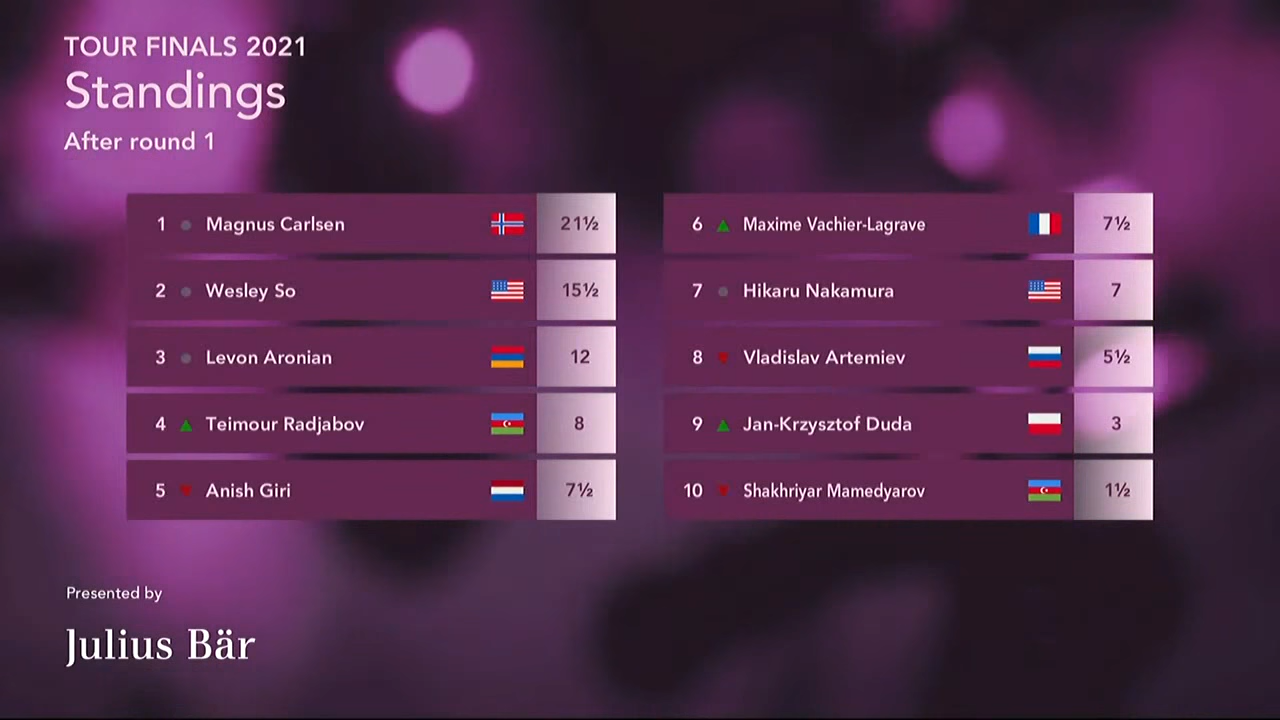 TOUR FINALS 2021
Standings
After round 1
1 Magnus Carlsen 21½
2 Wesley So 15½
3 Levon Aronian 12
4 Teimour Radjabov 8
5 Anish Giri 7½
6 Maxime Vachier-Lagrave 7½
7 Hikaru Nakamura 7
8 Vladislav Artemiev 5½
9 Jan-Krzysztof Duda 3
10 Shakhriyar Mamedyarov 1½
Presented by
Julius Bär